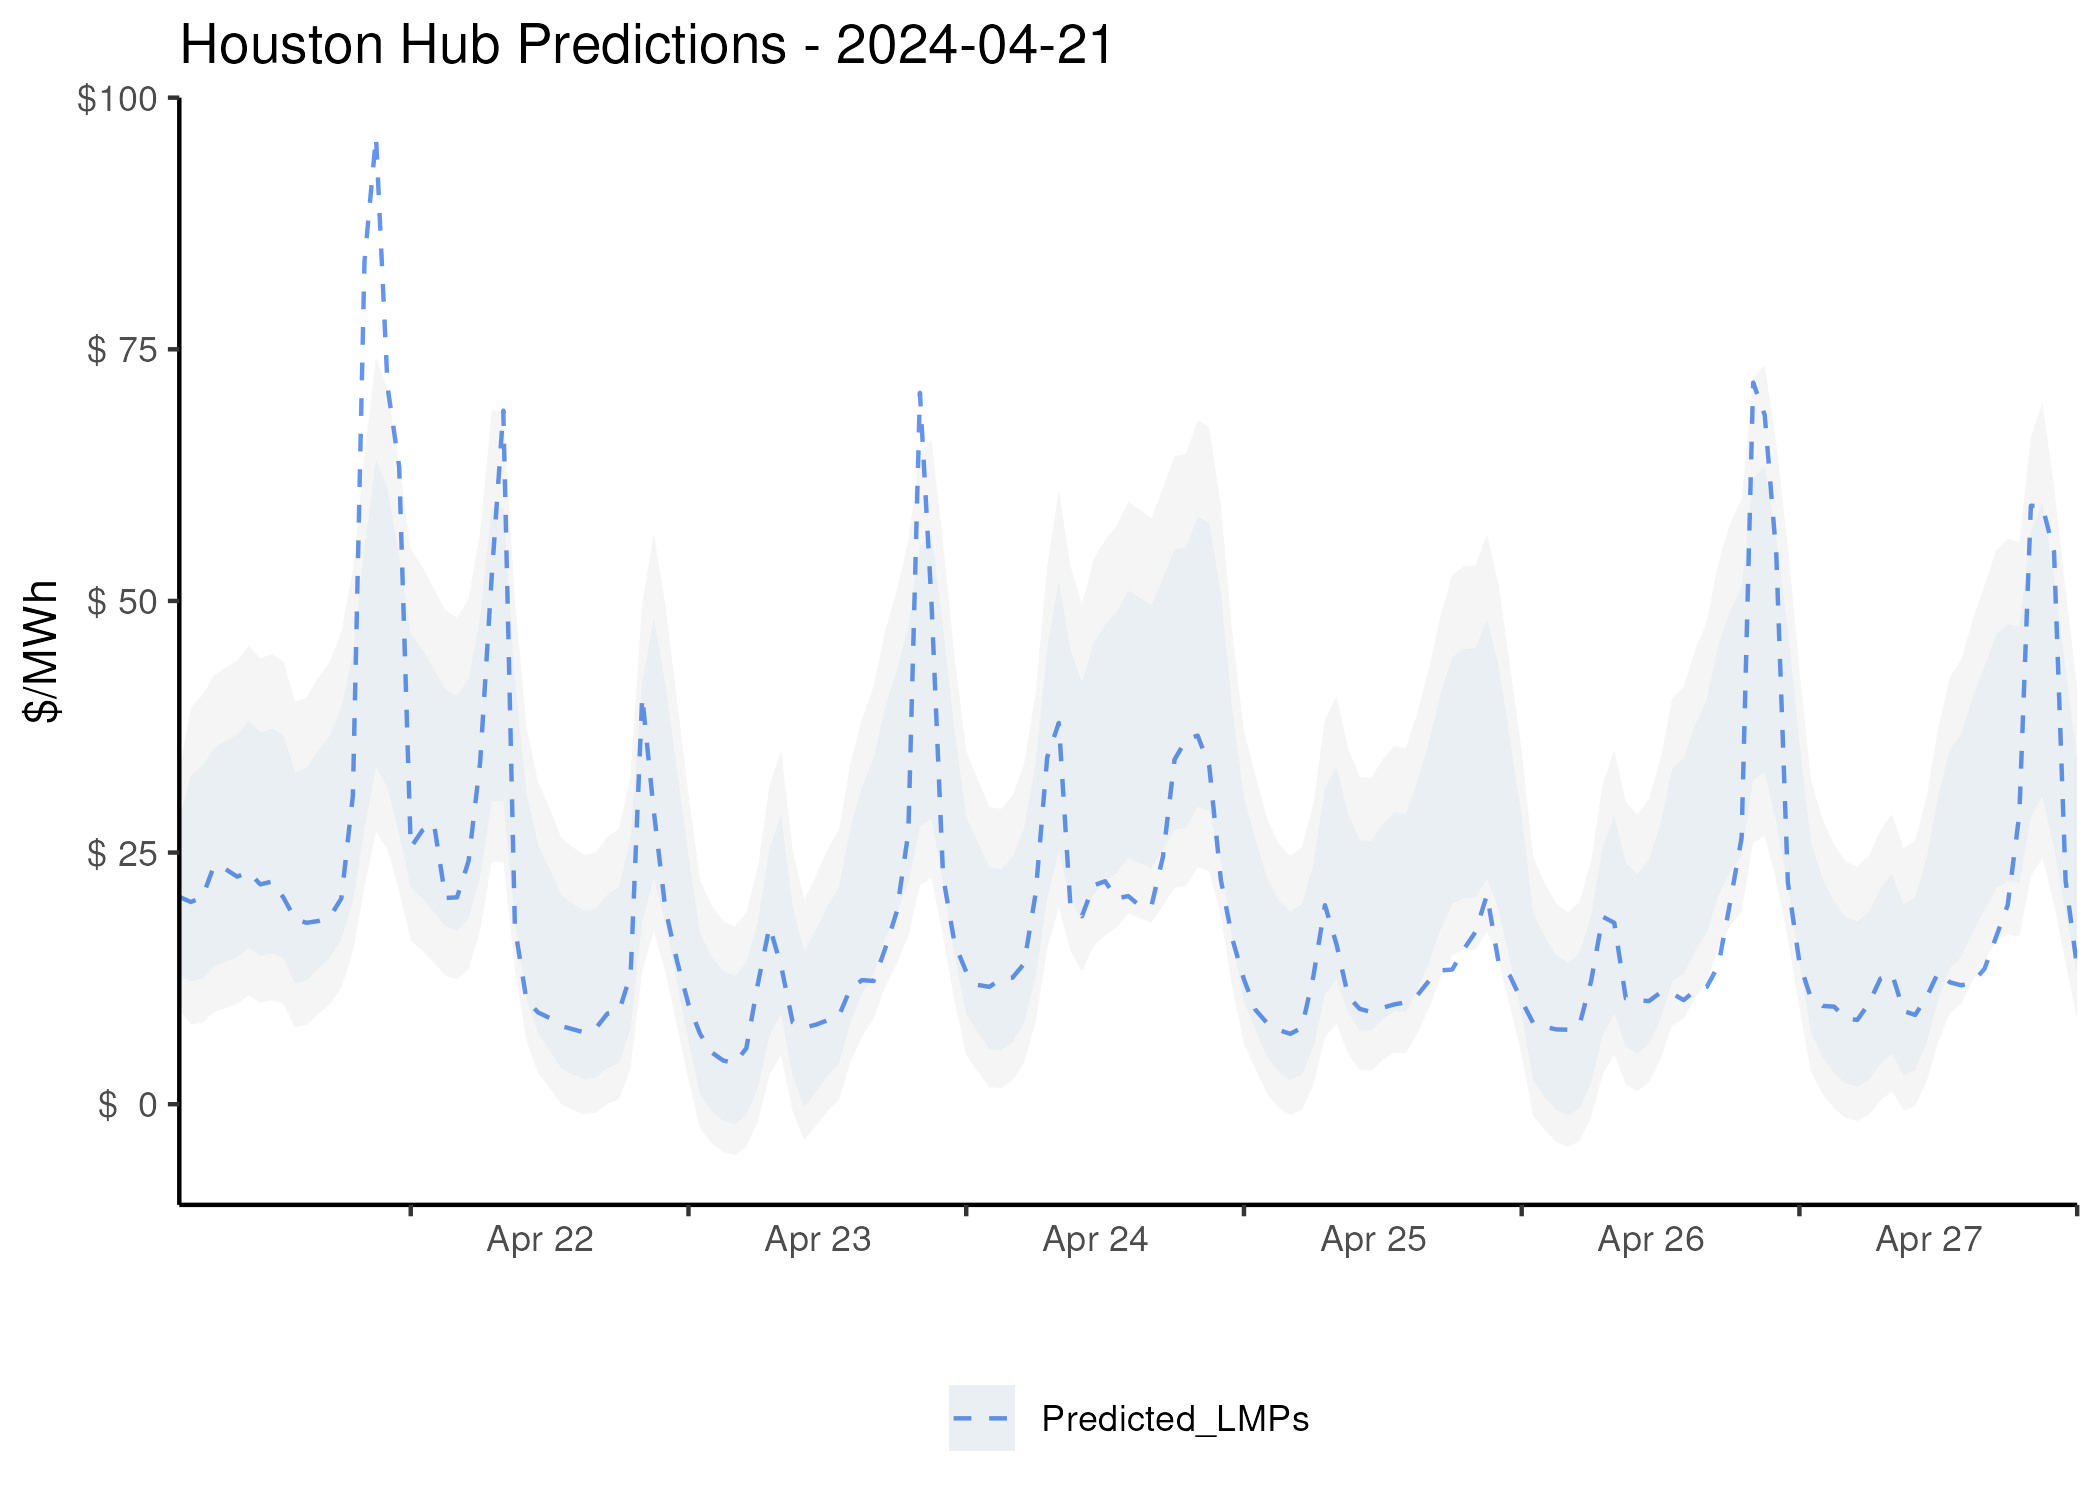 Houston Hub Predictions - 2024-04-21
$100
$ 75
$ 50
$ 25
$ 0
$/MWh
Apr 22 Apr 23 Apr 24 Apr 25 Apr 26 Apr 27
Predicted_LMPs